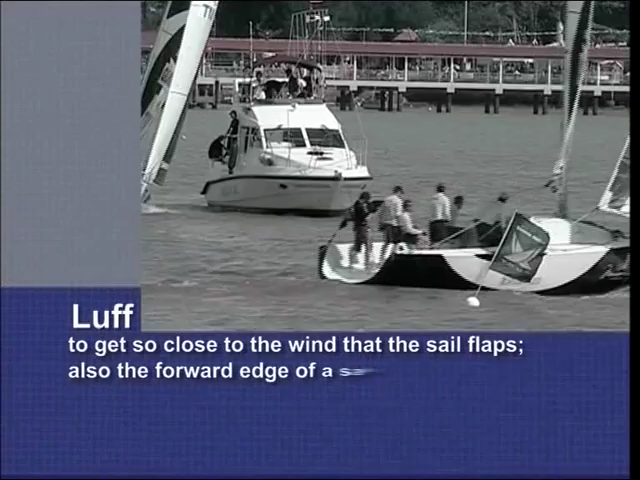 Luff
to get so close to the wind that the sail flaps;
also the forward edge of a